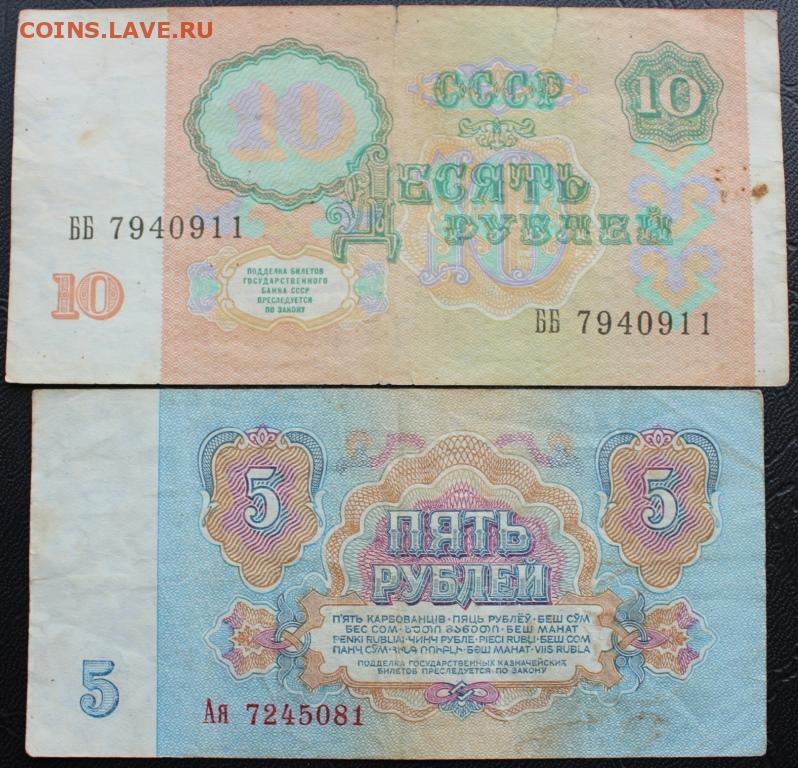 COINS.LAVE.RU
10
СССР
10
ДЕСЯТЬ
РУБЛЕЙ
10
ББ 7940911
ПОДДЕЛКА БИЛЕТОВ
ГОСУДАРСТВЕННОГО
БАНКА СССР
ПРЕСЛЕДУЕТСЯ
ПО ЗАКОНУ
10
ББ 7940911
5
5
ПЯТЬ
РУБЛЕЙ
П'ЯТЬ КАРБОВАНЦІВ · ПЯЦЬ РУБЛЁЎ · БЕШ СЎМ
БЕС СОМ · ხუთი მანეთი · БЕШ МАНАТ
PENKI RUBLIAI · ЧИНЧ РУБЛЕ · PIECI RUBĻI · БЕШ СОМ
ПАНҶ СЎМ · ՀԻՆԳ ՌՈՒԲԼԻ · БЕШ МАНАТ · VIIS RUBLA
ПОДДЕЛКА ГОСУДАРСТВЕННЫХ КАЗНАЧЕЙСКИХ
БИЛЕТОВ ПРЕСЛЕДУЕТСЯ ПО ЗАКОНУ
5
Ая 7245081